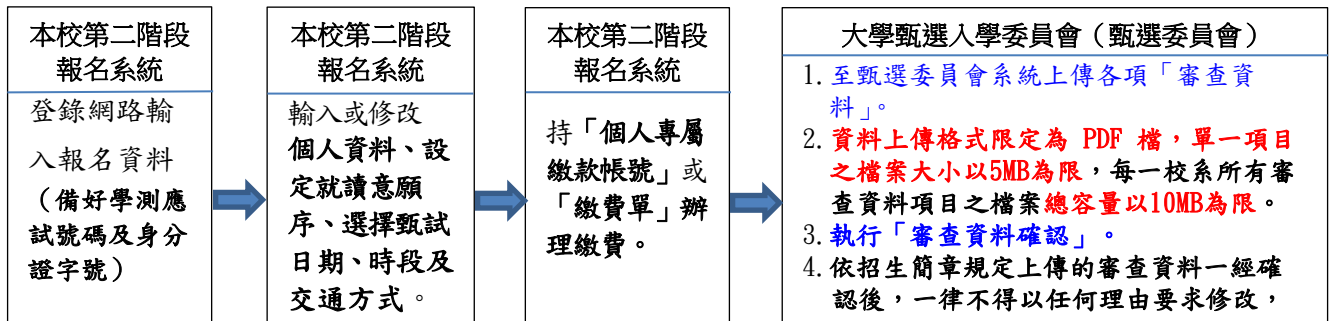 本校第二階段
報名系統
登錄網路輸
入報名資料
（備好學測應
試號碼及身分
證字號）
本校第二階段
報名系統
輸入或修改
個人資料、設
定就讀意願
序、選擇甄試
日期、時段及
交通方式。
本校第二階段
報名系統
持「個人專屬
繳款帳號」或
「繳費單」辦
理繳費。
大學甄選入學委員會（甄選委員會）
1.至甄選委員會系統上傳各項「審查資
料」。
2.資料上傳格式限定為 PDF 檔，單一項目
之檔案大小以5MB為限，每一校系所有審
查資料項目之檔案總容量以10MB為限。
3.執行「審查資料確認」。
4.依招生簡章規定上傳的審查資料一經確
認後，一律不得以任何理由要求修改，